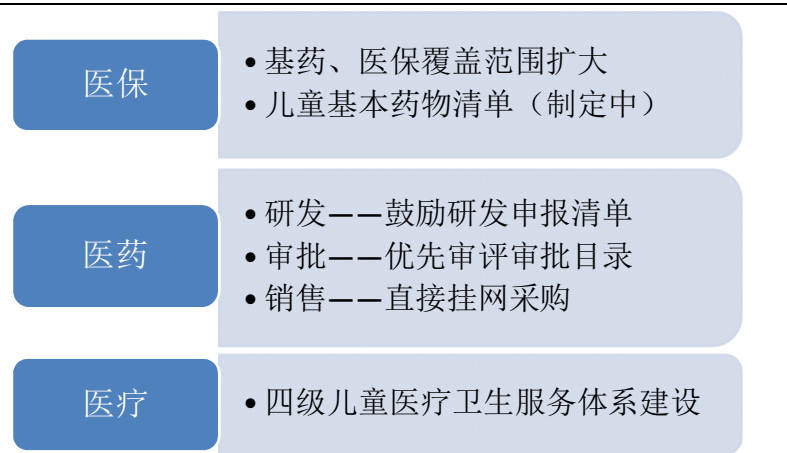 医保
•基药、医保覆盖范围扩大
•儿童基本药物清单（制定中）
医药
•研发——鼓励研发申报清单
•审批——优先审评审批目录
•销售——直接挂网采购
医疗
•四级儿童医疗卫生服务体系建设